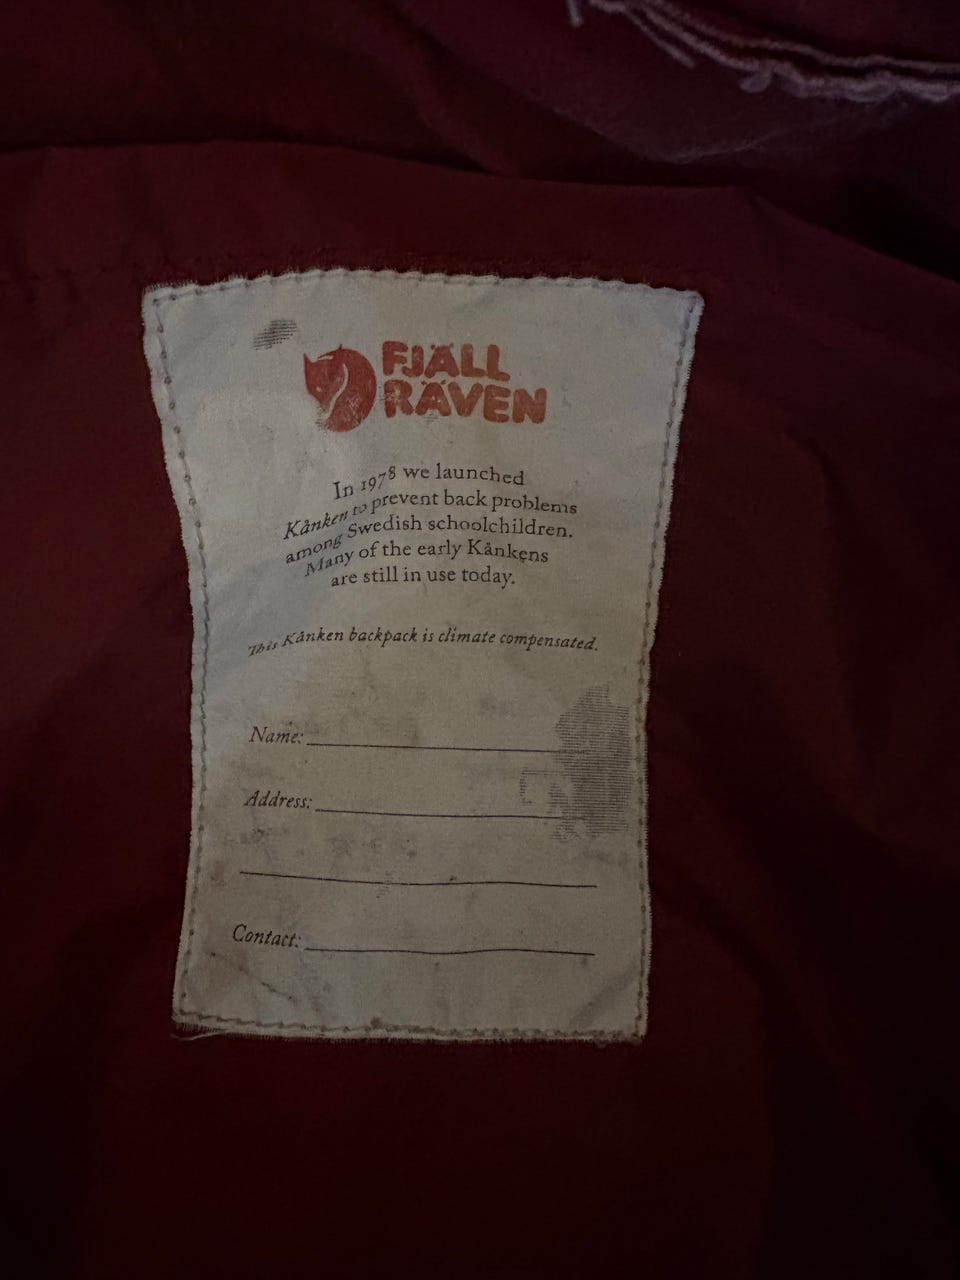 FJÄLL
RÄVEN
In 1978 we launched
Kånken to prevent back problems
among Swedish schoolchildren.
Many of the early Kånkens
are still in use today.
This Kånken backpack is climate compensated.
Name:
Address:
Contact: